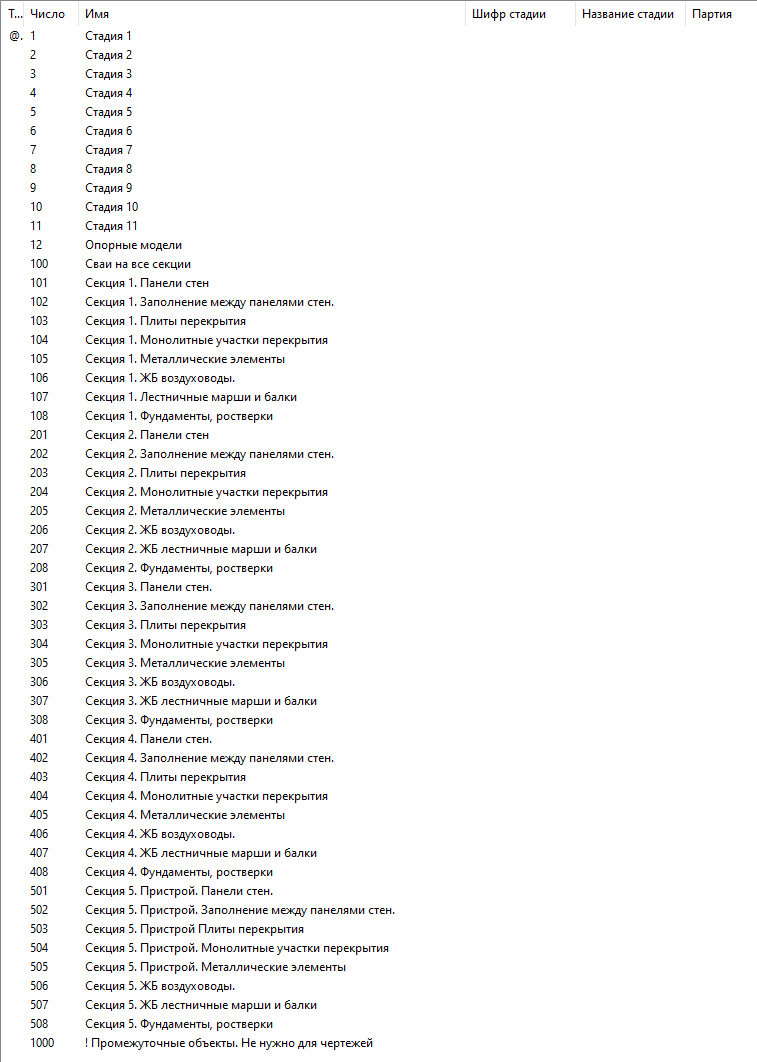 Т... Число Имя Шифр стадии Название стадии Партия
@. 1 Стадия 1
2 Стадия 2
3 Стадия 3
4 Стадия 4
5 Стадия 5
6 Стадия 6
7 Стадия 7
8 Стадия 8
9 Стадия 9
10 Стадия 10
11 Стадия 11
12 Опорные модели
100 Сваи на все секции
101 Секция 1. Панели стен
102 Секция 1. Заполнение между панелями стен.
103 Секция 1. Плиты перекрытия
104 Секция 1. Монолитные участки перекрытия
105 Секция 1. Металлические элементы
106 Секция 1. ЖБ воздуховоды.
107 Секция 1. Лестничные марши и балки
108 Секция 1. Фундаменты, ростверки
201 Секция 2. Панели стен
202 Секция 2. Заполнение между панелями стен.
203 Секция 2. Плиты перекрытия
204 Секция 2. Монолитные участки перекрытия
205 Секция 2. Металлические элементы
206 Секция 2. ЖБ воздуховоды.
207 Секция 2. ЖБ лестничные марши и балки
208 Секция 2. Фундаменты, ростверки
301 Секция 3. Панели стен.
302 Секция 3. Заполнение между панелями стен.
303 Секция 3. Плиты перекрытия
304 Секция 3. Монолитные участки перекрытия
305 Секция 3. Металлические элементы
306 Секция 3. ЖБ воздуховоды.
307 Секция 3. ЖБ лестничные марши и балки
308 Секция 3. Фундаменты, ростверки
401 Секция 4. Панели стен.
402 Секция 4. Заполнение между панелями стен.
403 Секция 4. Плиты перекрытия
404 Секция 4. Монолитные участки перекрытия
405 Секция 4. Металлические элементы
406 Секция 4. ЖБ воздуховоды.
407 Секция 4. ЖБ лестничные марши и балки
408 Секция 4. Фундаменты, ростверки
501 Секция 5. Пристрой. Панели стен.
502 Секция 5. Пристрой. Заполнение между панелями стен.
503 Секция 5. Пристрой Плиты перекрытия
504 Секция 5. Пристрой. Монолитные участки перекрытия
505 Секция 5. Пристрой. Металлические элементы
506 Секция 5. ЖБ воздуховоды.
507 Секция 5. ЖБ лестничные марши и балки
508 Секция 5. Фундаменты, ростверки
1000 ! Промежуточные объекты. Не нужно для чертежей